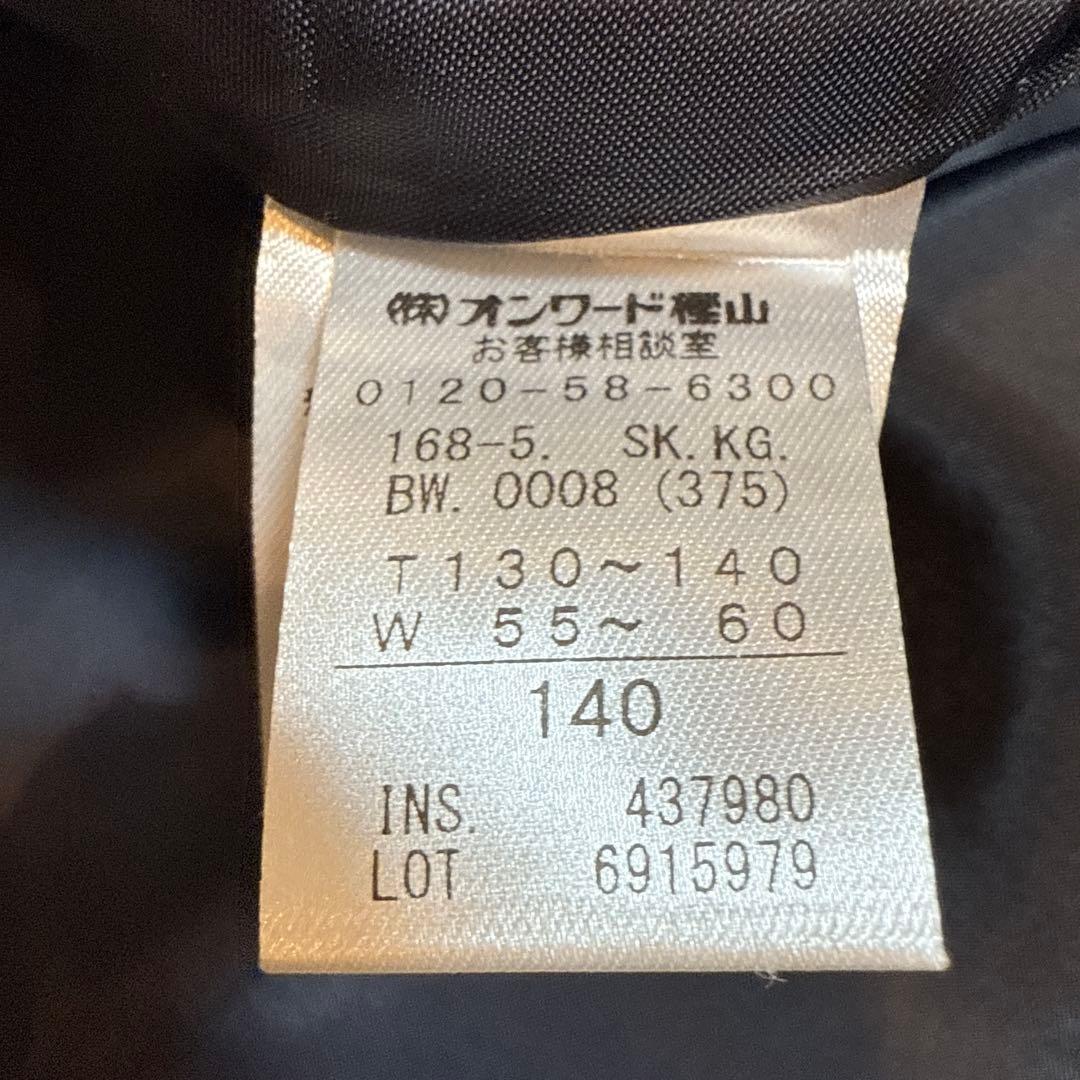 (株)オンワード樫山
お客様相談室
0120-58-6300
168-5. SK.KG.
BW. 0008 (375)
T130~140
W 55~ 60
140
INS. 437980
LOT 6915979